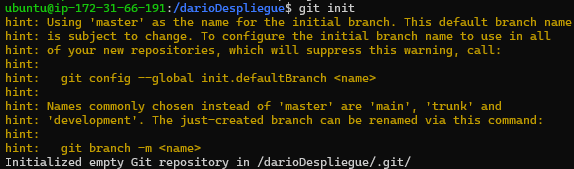 ubuntu@ip-172-31-66-191:/darioDespliegue$ git init
hint: Using 'master' as the name for the initial branch. This default branch name
hint: is subject to change. To configure the initial branch name to use in all
hint: of your new repositories, which will suppress this warning, call:
hint:
hint:   git config --global init.defaultBranch <name>
hint:
hint: Names commonly chosen instead of 'master' are 'main', 'trunk' and
hint: 'development'. The just-created branch can be renamed via this command:
hint:
hint:   git branch -m <name>
Initialized empty Git repository in /darioDespliegue/.git/